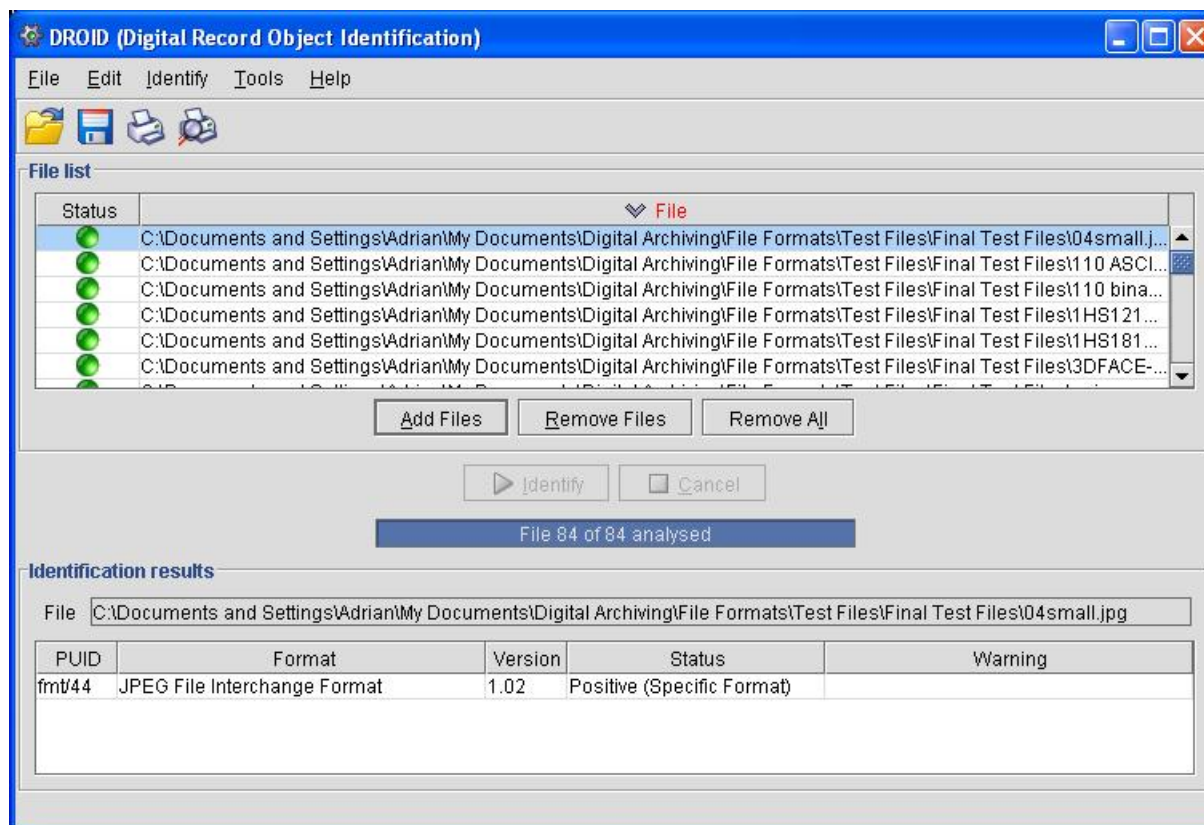 DROID (Digital Record Object Identification)
File Edit Identify Tools Help
File list
Status File
C:\Documents and Settings\Adrian\My Documents\Digital Archiving\File Formats\Test Files\Final Test Files\04small.j...
C:\Documents and Settings\Adrian\My Documents\Digital Archiving\File Formats\Test Files\Final Test Files\110 ASCI...
C:\Documents and Settings\Adrian\My Documents\Digital Archiving\File Formats\Test Files\Final Test Files\110 bina...
C:\Documents and Settings\Adrian\My Documents\Digital Archiving\File Formats\Test Files\Final Test Files\1HS121...
C:\Documents and Settings\Adrian\My Documents\Digital Archiving\File Formats\Test Files\Final Test Files\1HS181...
C:\Documents and Settings\Adrian\My Documents\Digital Archiving\File Formats\Test Files\Final Test Files\3DFACE-...
Add Files Remove Files Remove All
Identify Cancel
File 84 of 84 analysed
Identification results
File C:\Documents and Settings\Adrian\My Documents\Digital Archiving\File Formats\Test Files\Final Test Files\04small.jpg
PUID Format Version Status Warning
fmt/44 JPEG File Interchange Format 1.02 Positive (Specific Format)